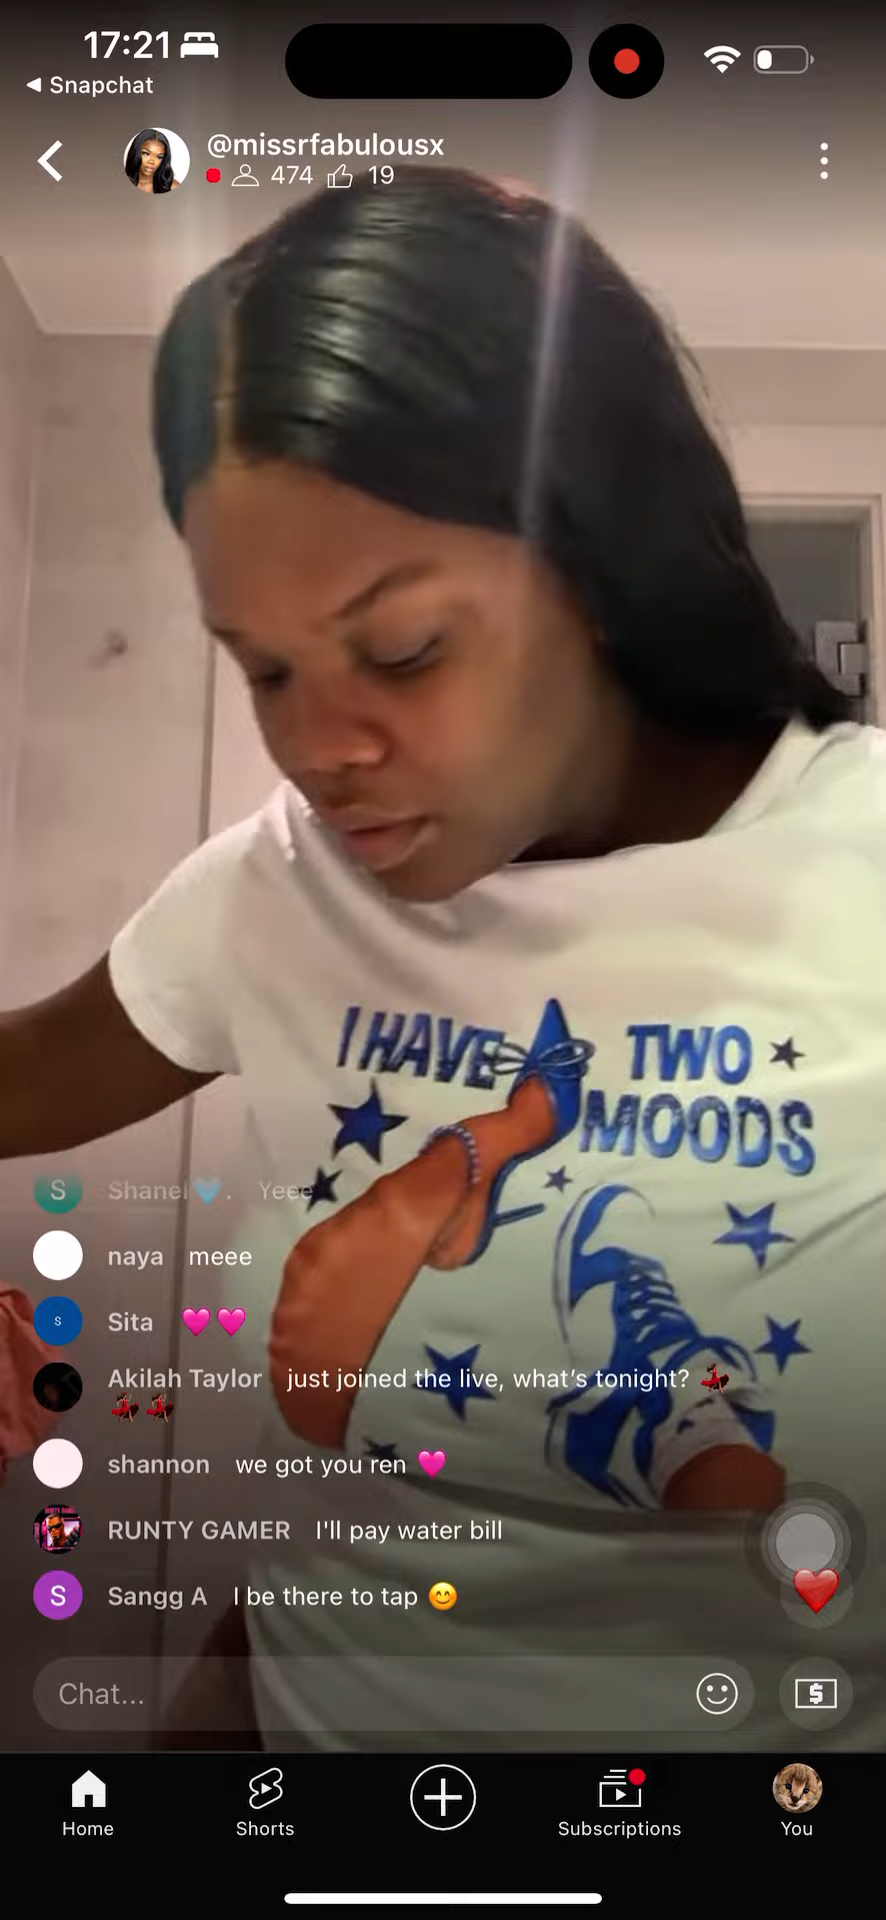 17:21
◀ Snapchat
@missrfabulousx
474 19
I HAVE TWO
MOODS
S Shanel🩵. Yeee
naya meee
S Sita 🩷🩷
Akilah Taylor just joined the live, what's tonight? 💃
💃💃
shannon we got you ren 🩷
RUNTY GAMER I'll pay water bill
S Sangg A I be there to tap 😊
Chat...
Home Shorts Subscriptions You